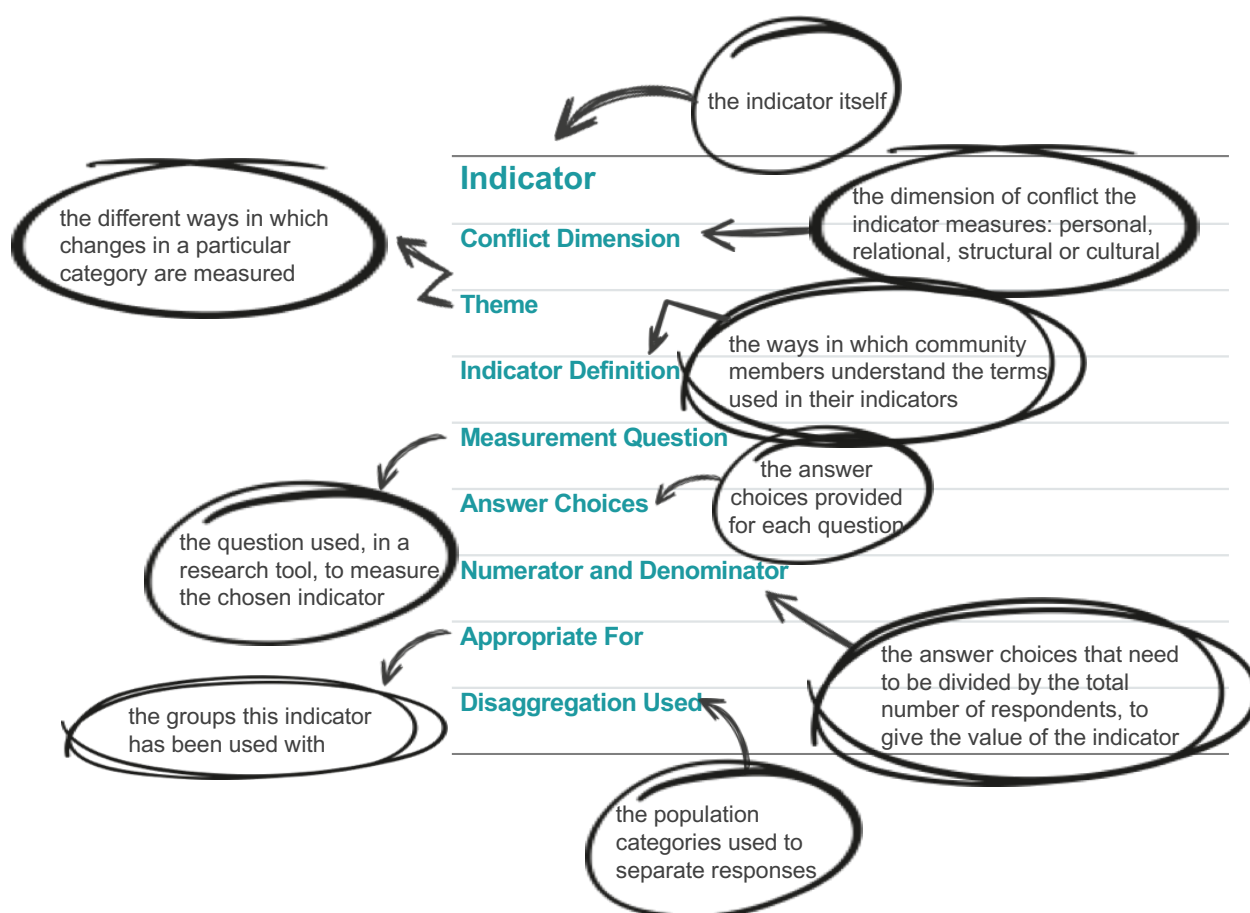 the indicator itself
Indicator
the dimension of conflict the
indicator measures: personal,
relational, structural or cultural
Conflict Dimension
the different ways in which
changes in a particular
category are measured
Theme
the ways in which community
members understand the terms
used in their indicators
Indicator Definition
Measurement Question
the question used, in a
research tool, to measure
the chosen indicator
the answer
choices provided
for each question
Answer Choices
Numerator and Denominator
the answer choices that need
to be divided by the total
number of respondents, to
give the value of the indicator
Appropriate For
the groups this indicator
has been used with
Disaggregation Used
the population
categories used to
separate responses